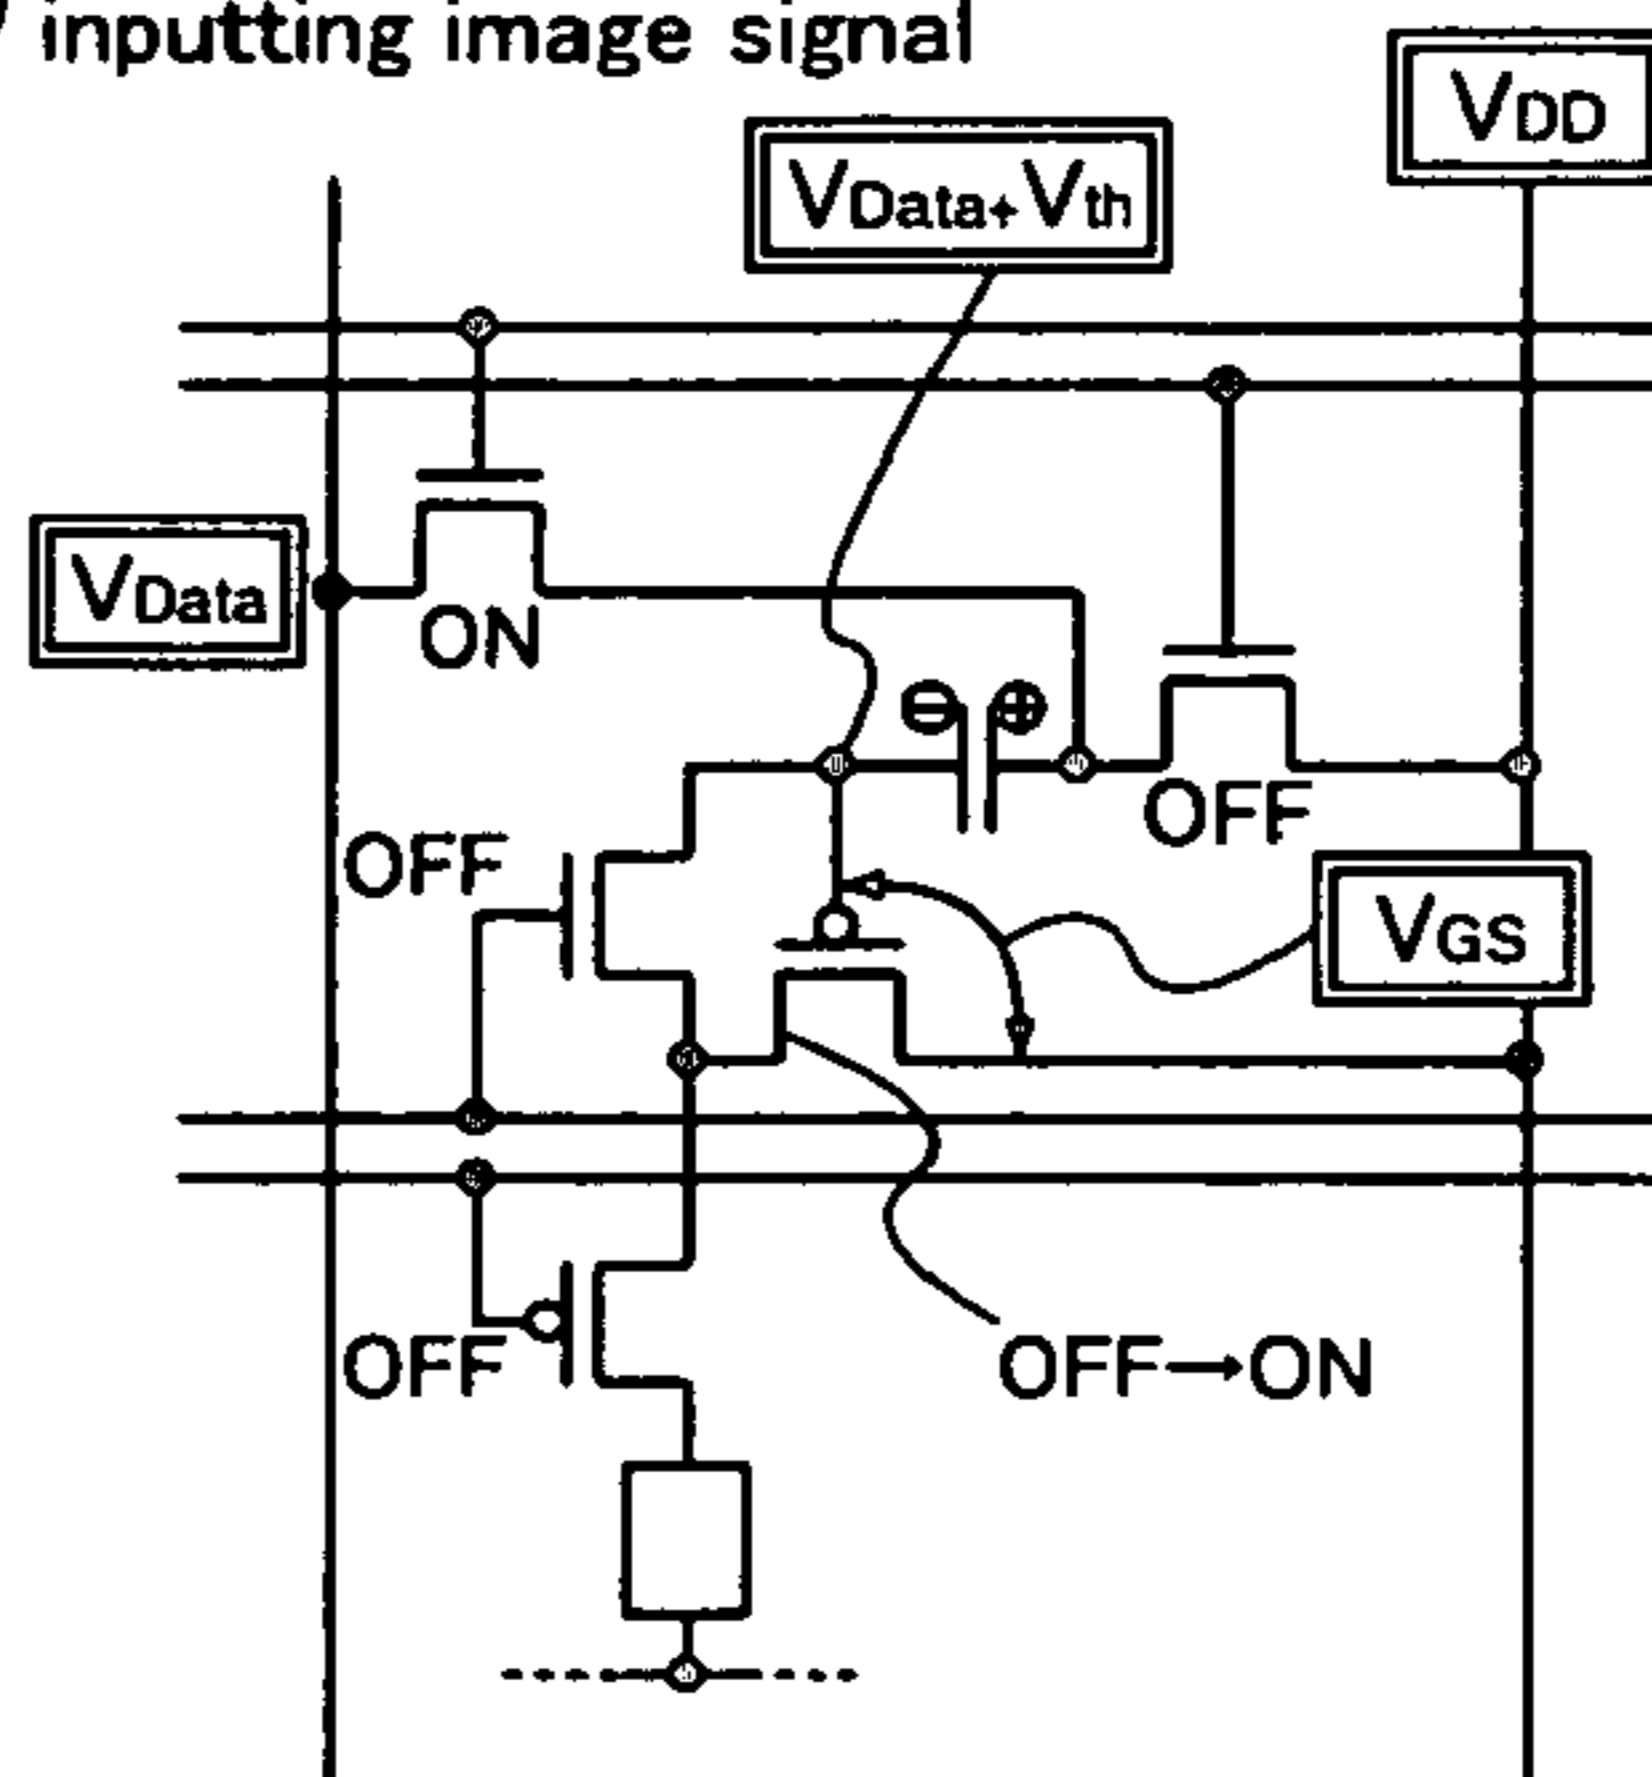 inputting image signal
VDD
VData+Vth
VData
ON
⊖ ⊕
OFF
OFF
VGS
OFF
OFF→ON